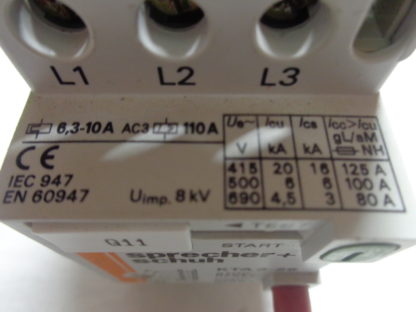 L1 L2 L3
6,3-10A AC3 110A
Ue~ Icu Ics Icc>Icu
gL/aM
V kA kA NH
415 20 16 125 A
500 6 6 100 A
690 4,5 3 80 A
CE
IEC 947
EN 60947
Uimp. 8 kV
TEST
Q11
START
sprecher+
schuh